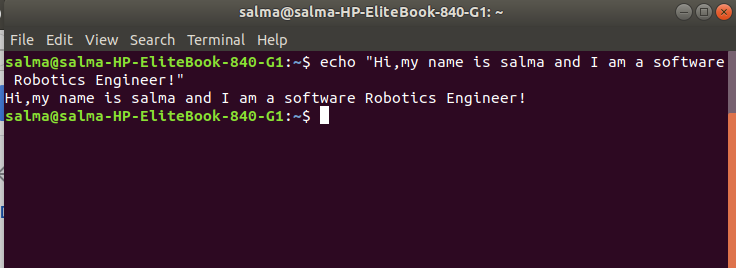 salma@salma-HP-EliteBook-840-G1: ~
File Edit View Search Terminal Help
salma@salma-HP-EliteBook-840-G1:~$ echo "Hi,my name is salma and I am a software
 Robotics Engineer!"
Hi,my name is salma and I am a software Robotics Engineer!
salma@salma-HP-EliteBook-840-G1:~$